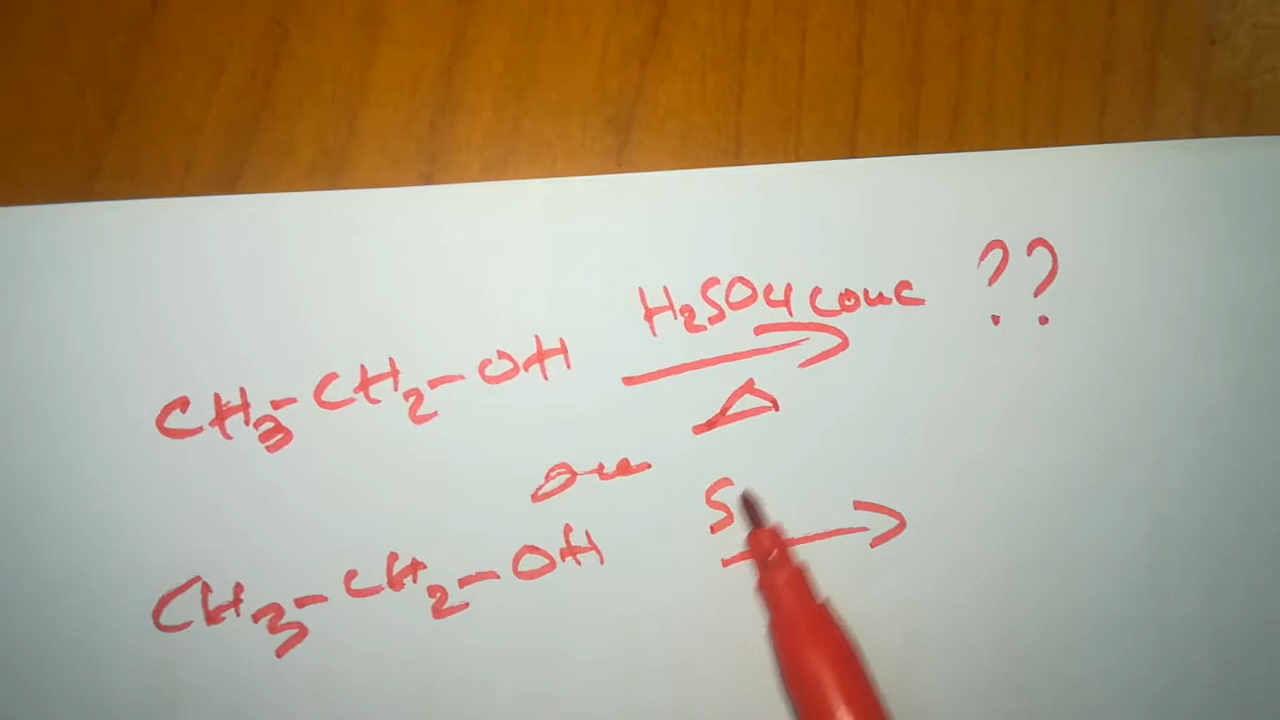 CH3-CH2-OH H2SO4 conc ??
Δ
ou
CH3-CH2-OH S